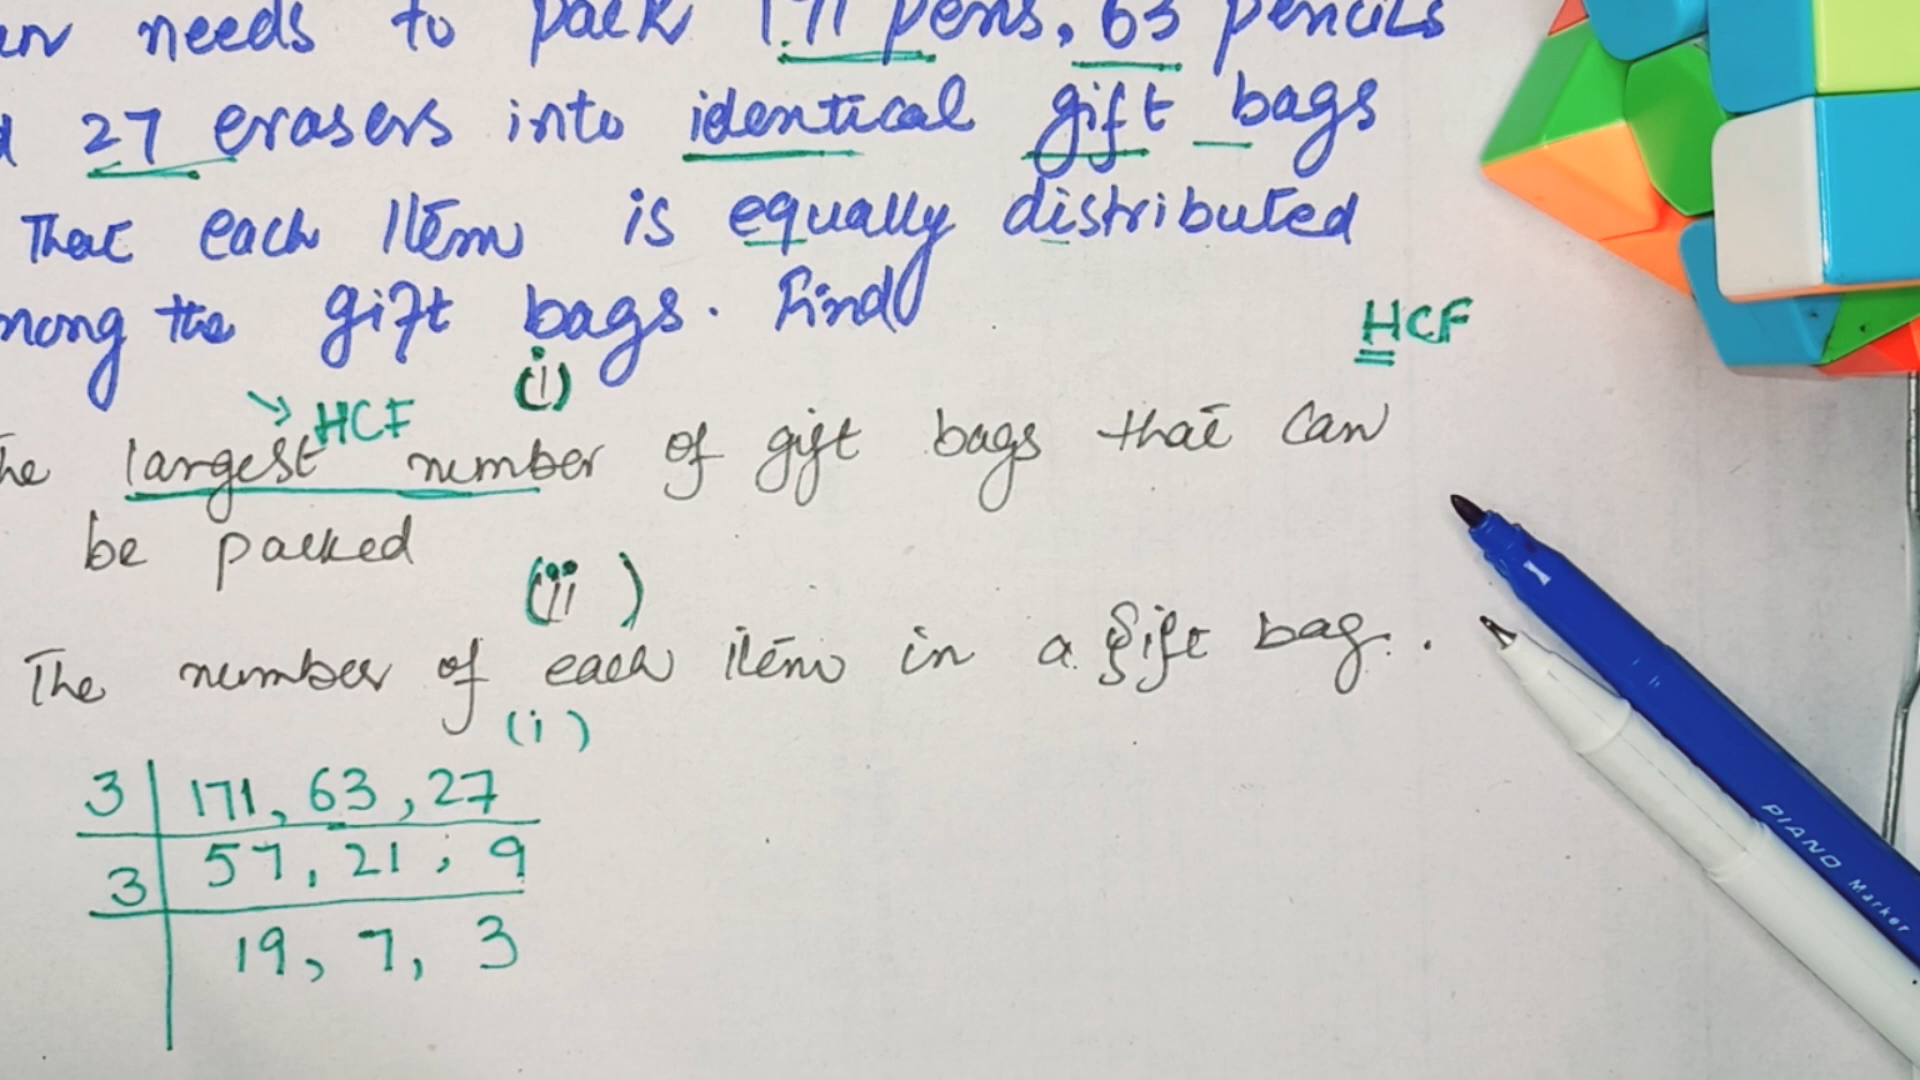 needs to pack 171 pens, 63 pencils
27 erasers into identical gift bags
That each Item is equally distributed
the gift bags. Find
HCF
(i)
HCF
largest number of gift bags that can
be packed
(ii)
The number of each item in a gift bag.
(i)
3 171, 63, 27
3 57, 21, 9
19, 7, 3
PIANO Marker